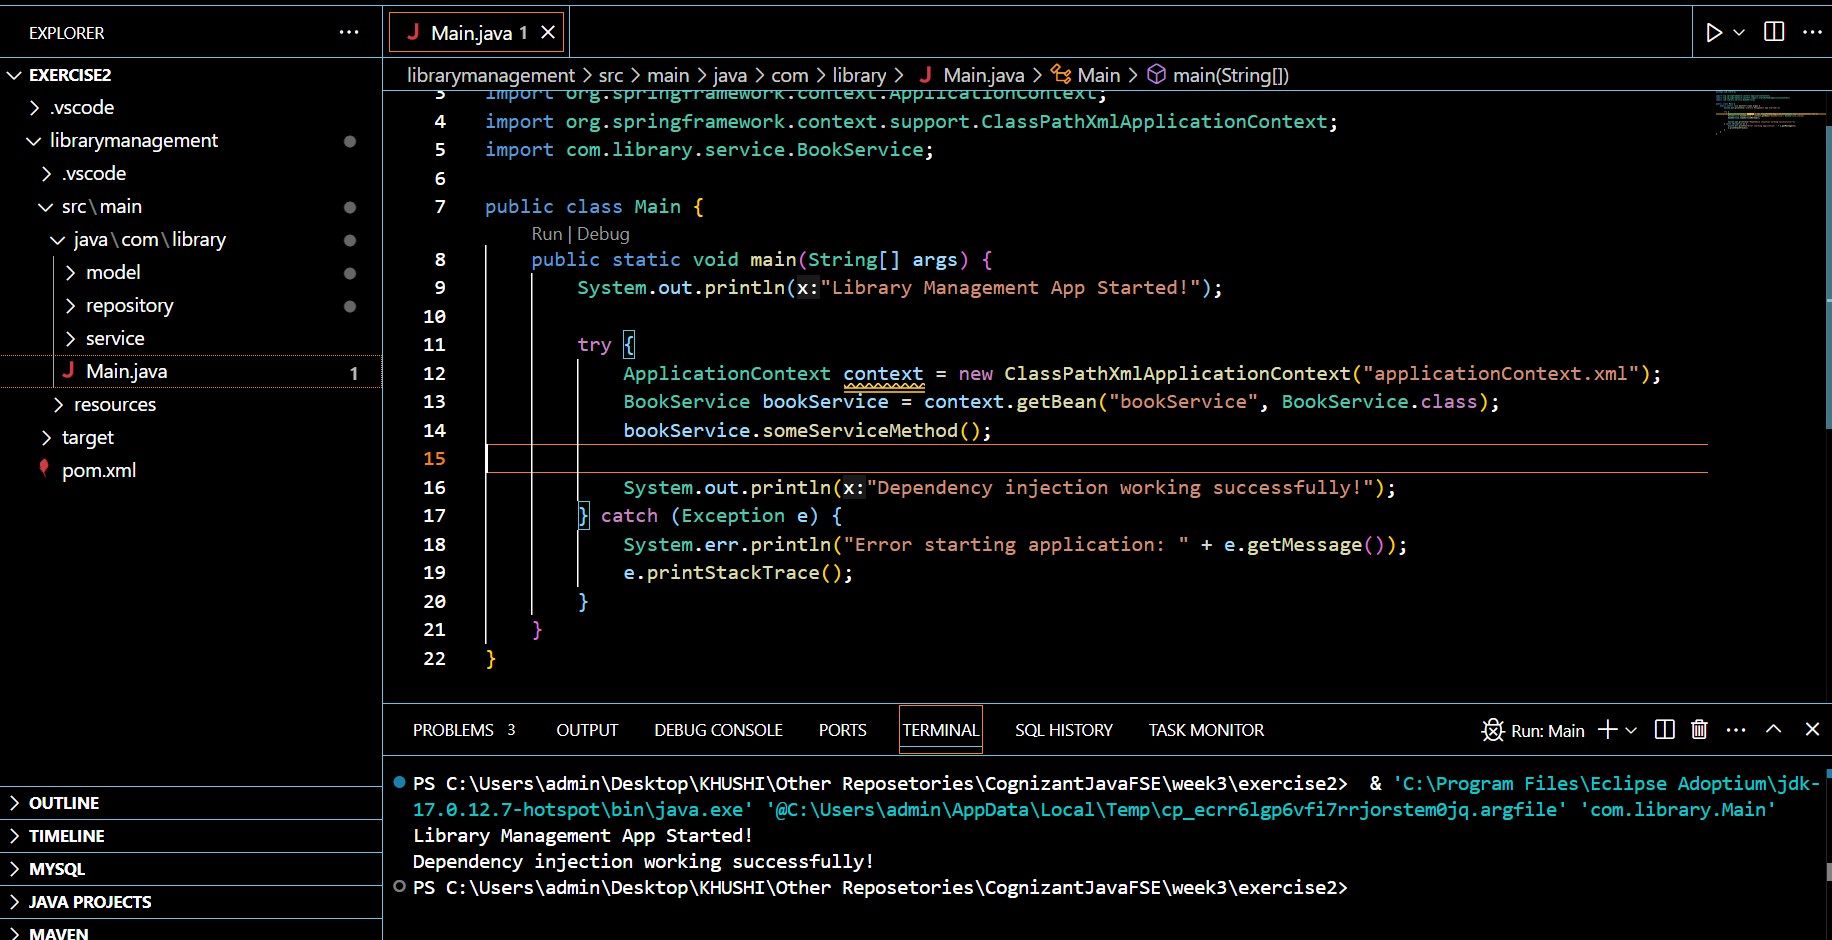 EXPLORER
EXERCISE2
.vscode
librarymanagement
.vscode
src\main
java\com\library
model
repository
service
J Main.java 1
resources
target
pom.xml
OUTLINE
TIMELINE
MYSQL
JAVA PROJECTS
MAVEN
J Main.java 1
librarymanagement > src > main > java > com > library > J Main.java > Main > main(String[])
3 import org.springframework.context.ApplicationContext;
4 import org.springframework.context.support.ClassPathXmlApplicationContext;
5 import com.library.service.BookService;
6
7 public class Main {
Run | Debug
8 public static void main(String[] args) {
9 System.out.println(x:"Library Management App Started!");
10
11 try {
12 ApplicationContext context = new ClassPathXmlApplicationContext("applicationContext.xml");
13 BookService bookService = context.getBean("bookService", BookService.class);
14 bookService.someServiceMethod();
15
16 System.out.println(x:"Dependency injection working successfully!");
17 } catch (Exception e) {
18 System.err.println("Error starting application: " + e.getMessage());
19 e.printStackTrace();
20 }
21 }
22 }
PROBLEMS 3 OUTPUT DEBUG CONSOLE PORTS TERMINAL SQL HISTORY TASK MONITOR Run: Main
PS C:\Users\admin\Desktop\KHUSHI\Other Reposetories\CognizantJavaFSE\week3\exercise2> & 'C:\Program Files\Eclipse Adoptium\jdk-
17.0.12.7-hotspot\bin\java.exe' '@C:\Users\admin\AppData\Local\Temp\cp_ecrr6lgp6vfi7rrjorstem0jq.argfile' 'com.library.Main'
Library Management App Started!
Dependency injection working successfully!
PS C:\Users\admin\Desktop\KHUSHI\Other Reposetories\CognizantJavaFSE\week3\exercise2>